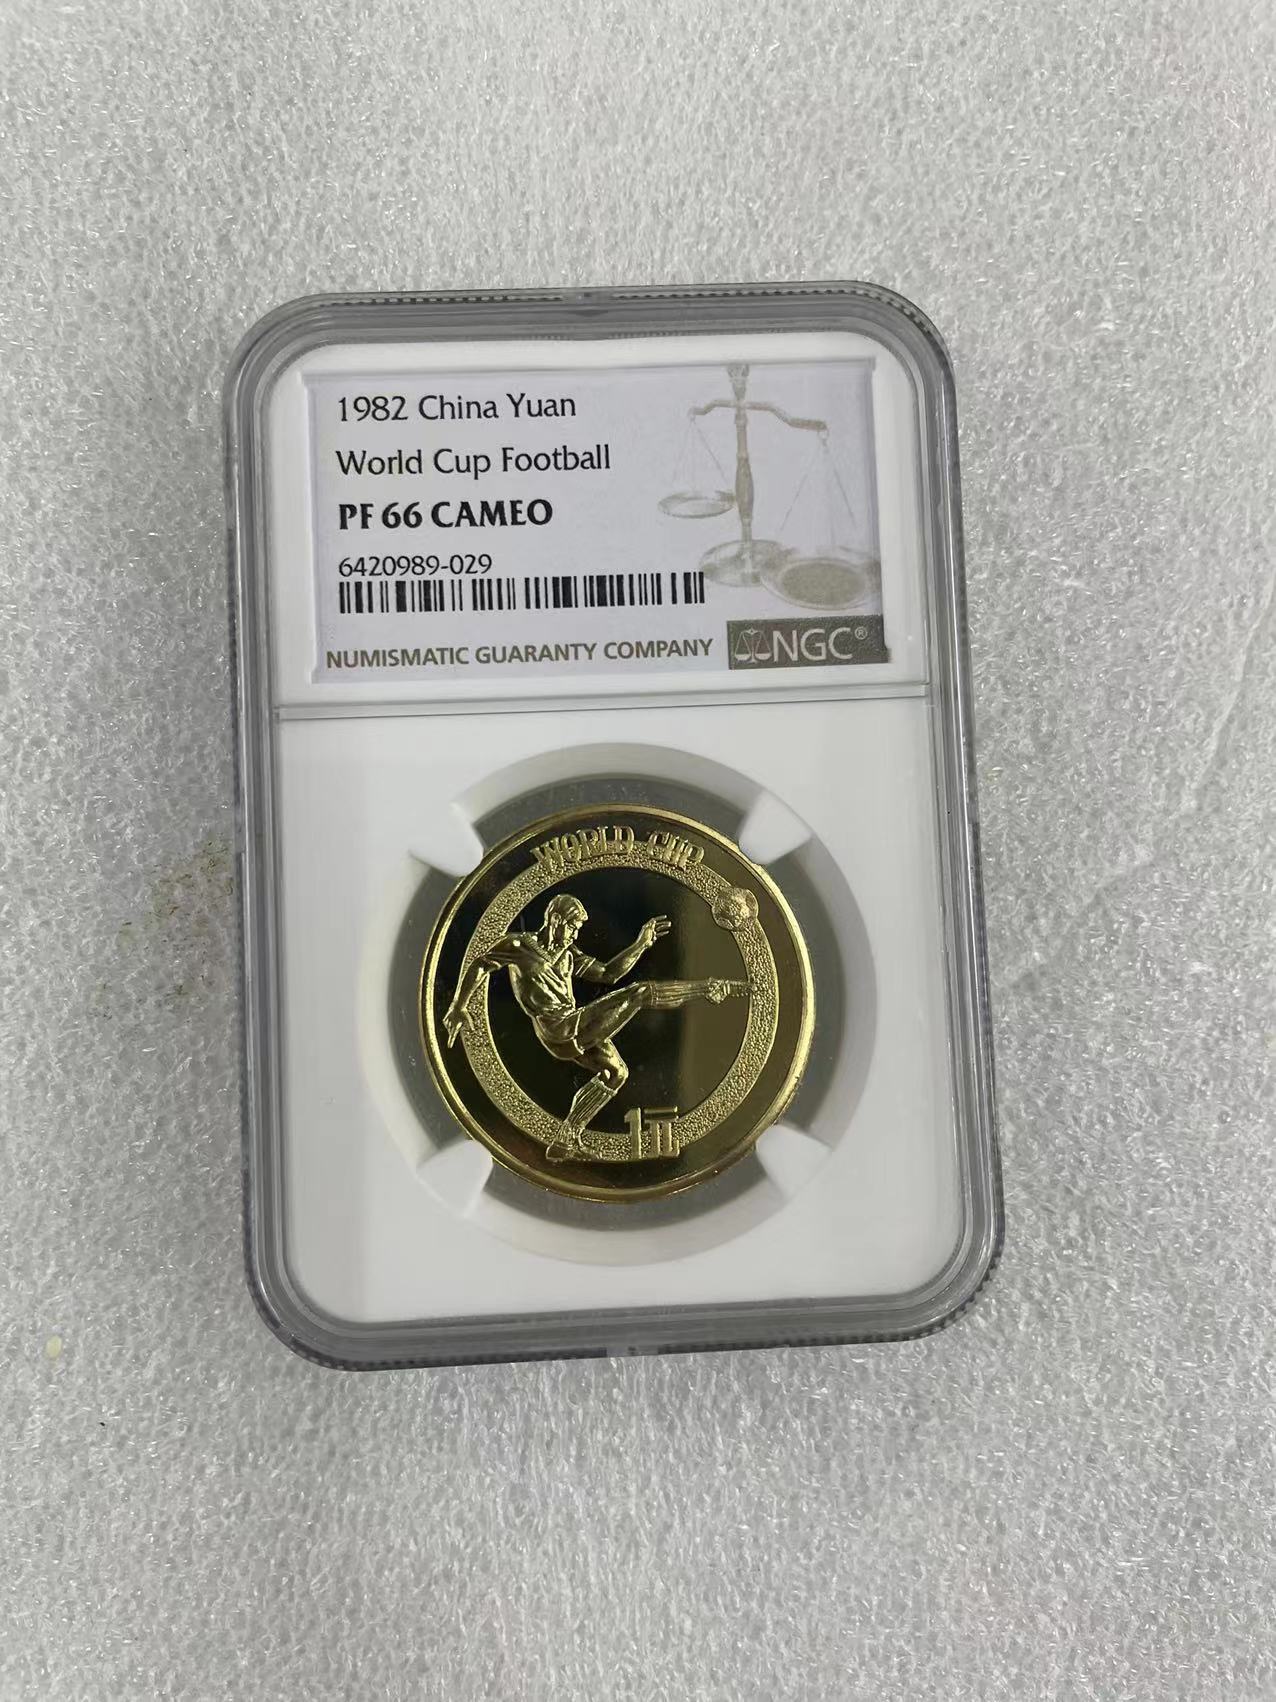 1982 China Yuan
World Cup Football
PF 66 CAMEO
6420989-029
NUMISMATIC GUARANTY COMPANY NGC®
WORLD CUP
1元